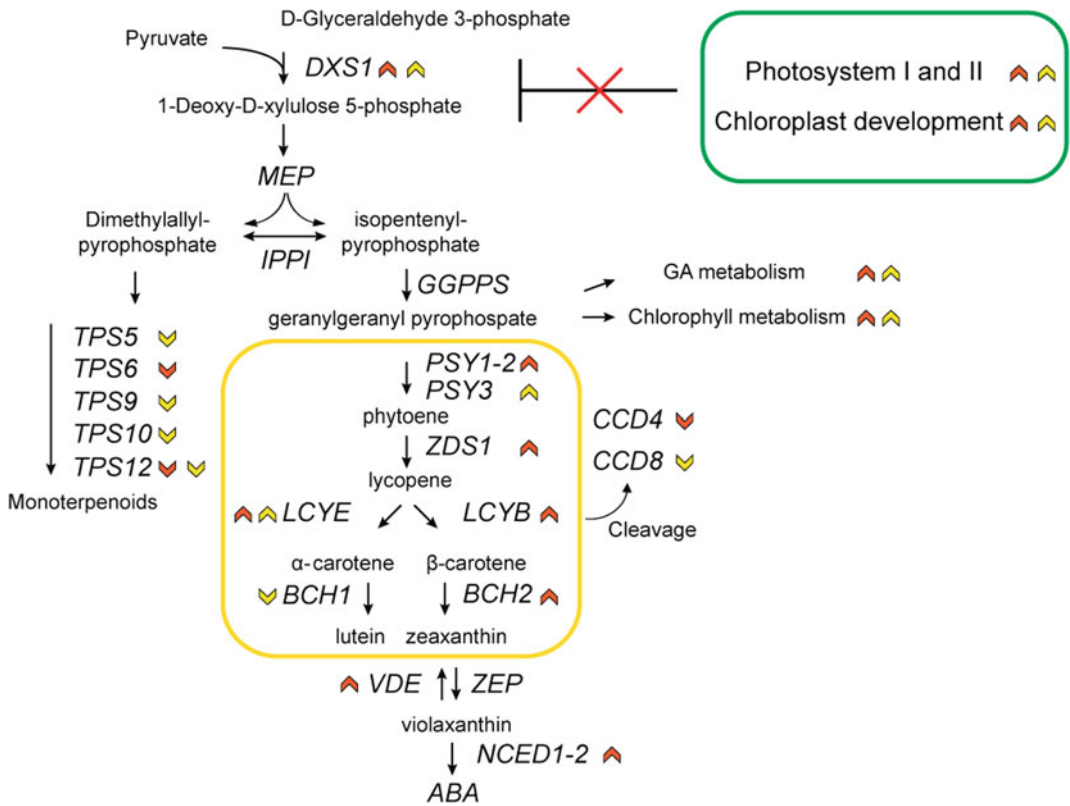 D-Glyceraldehyde 3-phosphate
Pyruvate
DXS1
1-Deoxy-D-xylulose 5-phosphate
Photosystem I and II
Chloroplast development
MEP
Dimethylallyl-
pyrophosphate
isopentenyl-
pyrophosphate
IPPI
GGPPS
geranylgeranyl pyrophospate
GA metabolism
Chlorophyll metabolism
TPS5
TPS6
TPS9
TPS10
TPS12
Monoterpenoids
PSY1-2
PSY3
phytoene
ZDS1
lycopene
LCYE
LCYB
α-carotene
β-carotene
BCH1
BCH2
lutein
zeaxanthin
CCD4
CCD8
Cleavage
VDE
ZEP
violaxanthin
NCED1-2
ABA